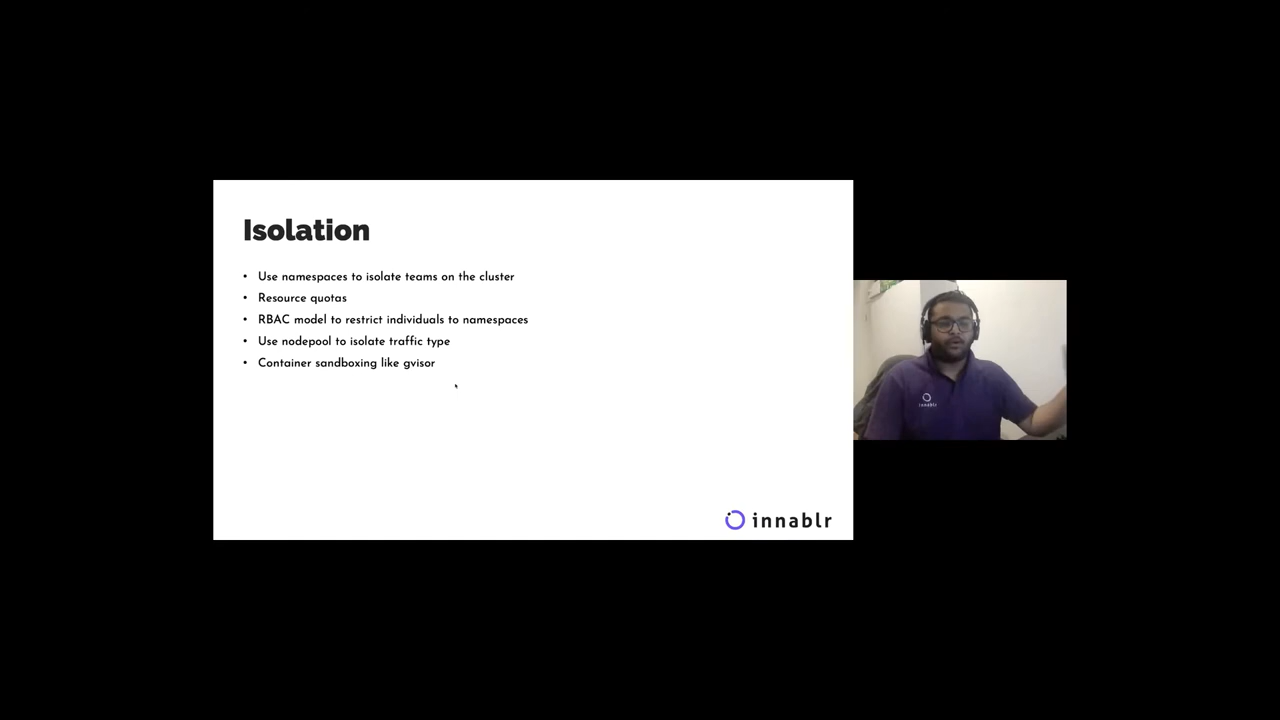 Isolation
• Use namespaces to isolate teams on the cluster
• Resource quotas
• RBAC model to restrict individuals to namespaces
• Use nodepool to isolate traffic type
• Container sandboxing like gvisor
innablr
innablr